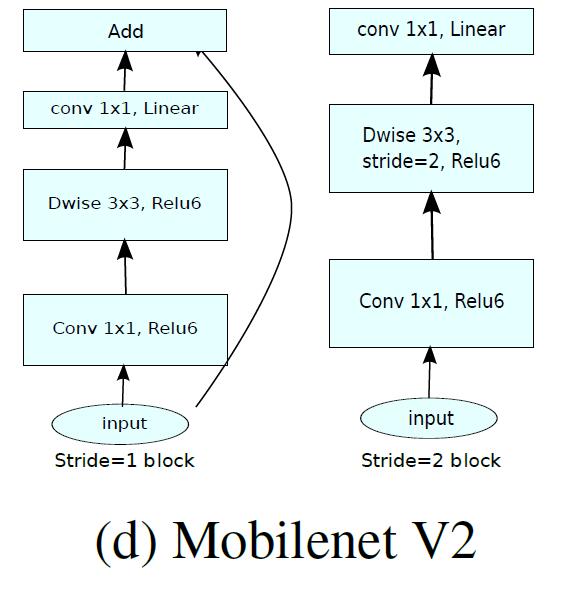 Add
conv 1x1, Linear
Dwise 3x3, Relu6
Conv 1x1, Relu6
input
Stride=1 block
conv 1x1, Linear
Dwise 3x3,
stride=2, Relu6
Conv 1x1, Relu6
input
Stride=2 block
(d) Mobilenet V2